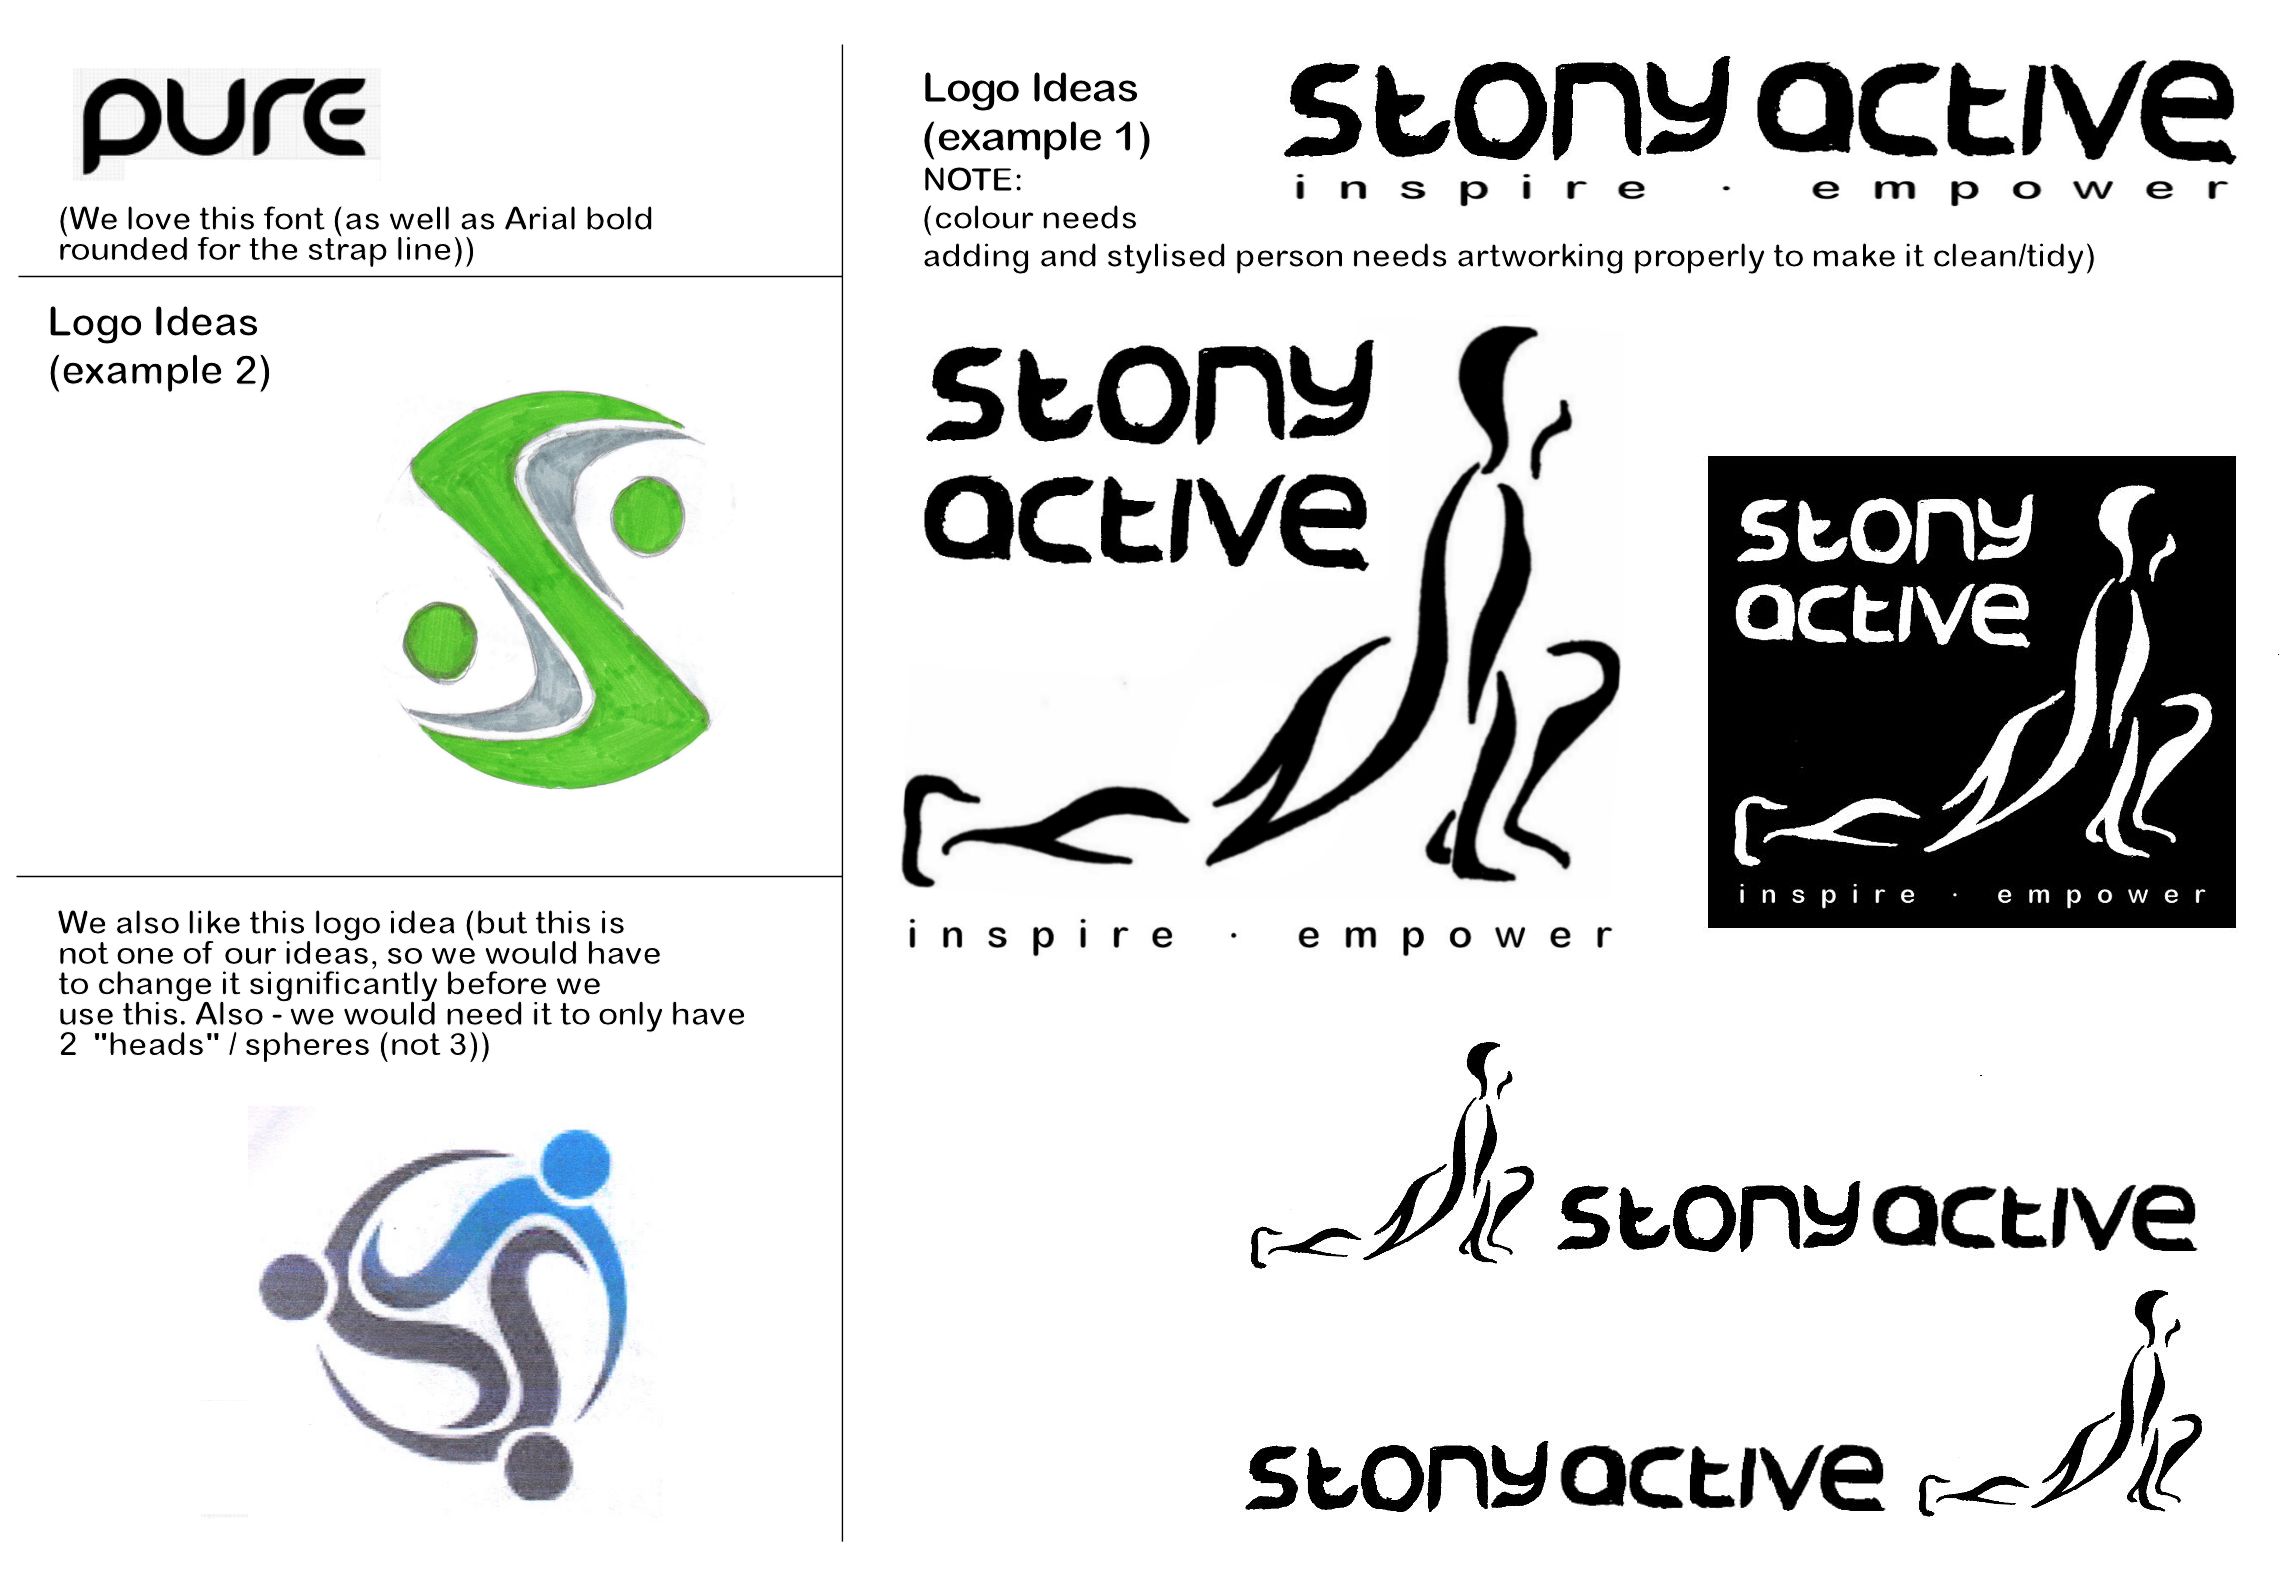 pure
(We love this font (as well as Arial bold
rounded for the strap line))
Logo Ideas
(example 2)
We also like this logo idea (but this is
not one of our ideas, so we would have
to change it significantly before we
use this. Also - we would need it to only have
2 "heads" / spheres (not 3))
Logo Ideas
(example 1)
NOTE:
(colour needs
adding and stylised person needs artworking properly to make it clean/tidy)
stony active
inspire · empower
stony
active
inspire · empower
stony
active
inspire · empower
stony active
stony active